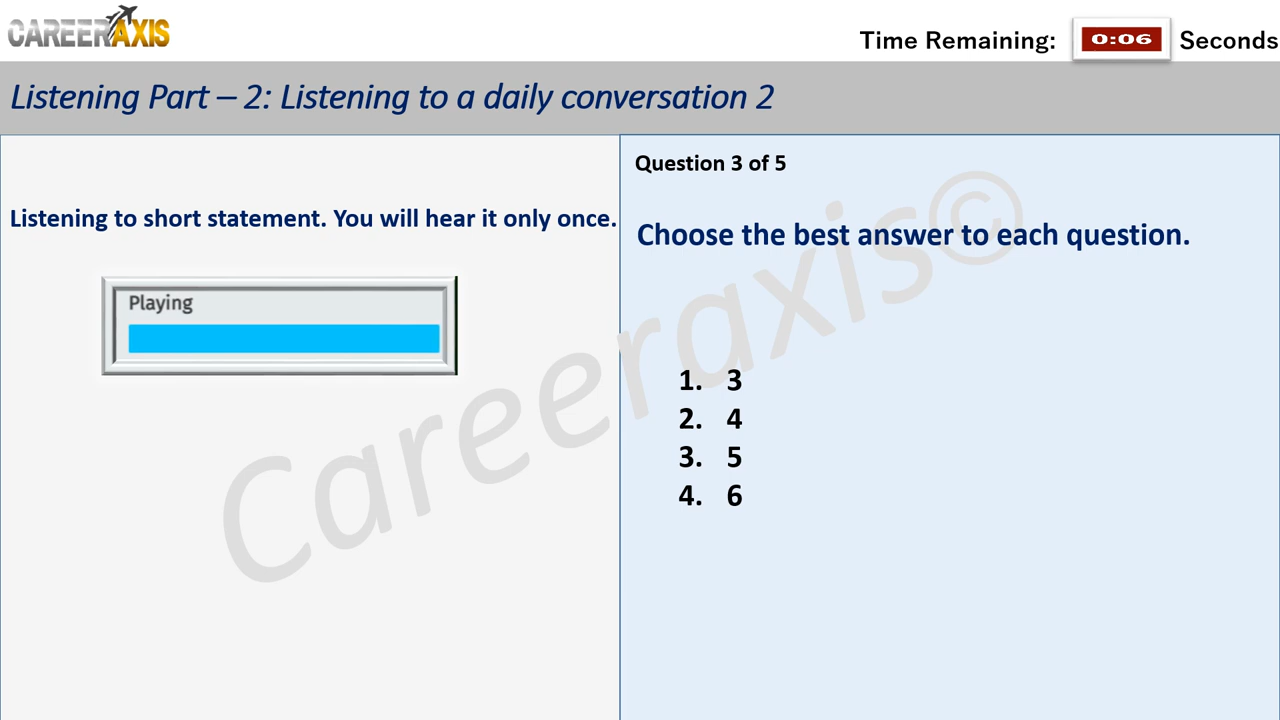 CAREERAXIS
Time Remaining: 0:06 Seconds
Listening Part – 2: Listening to a daily conversation 2
Listening to short statement. You will hear it only once.
Playing
Question 3 of 5
Choose the best answer to each question.
1. 3
2. 4
3. 5
4. 6
Careeraxis©